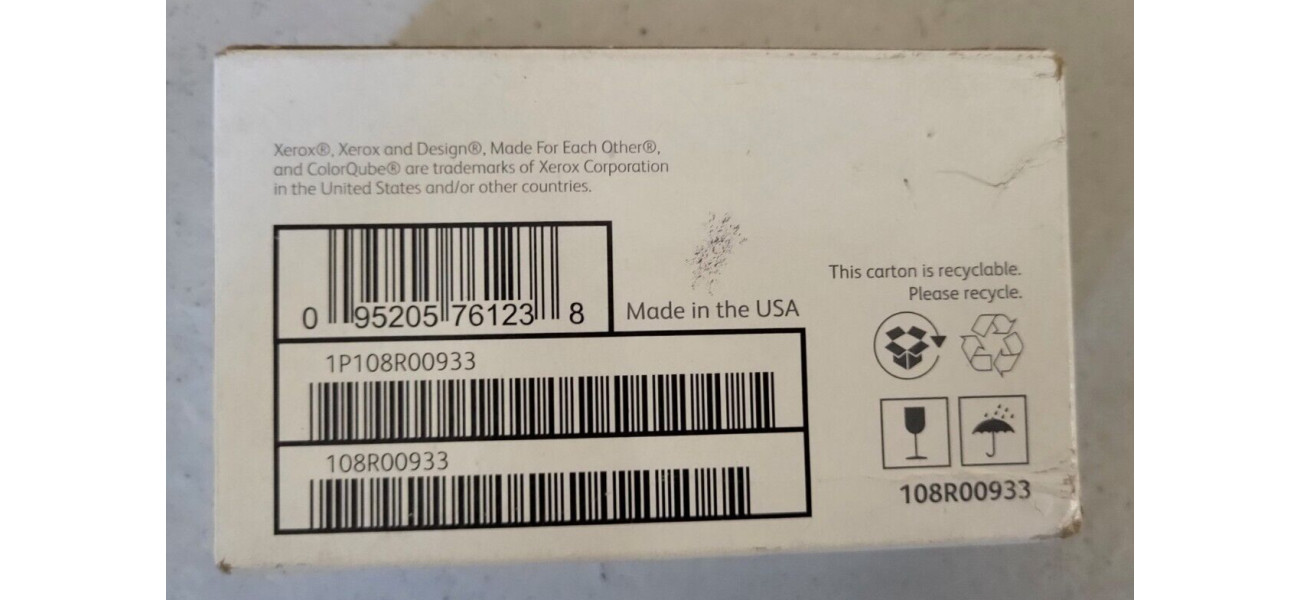 Xerox®, Xerox and Design®, Made For Each Other®,
and ColorQube® are trademarks of Xerox Corporation
in the United States and/or other countries.
0 95205 76123 8
Made in the USA
This carton is recyclable.
Please recycle.
1P108R00933
108R00933
108R00933